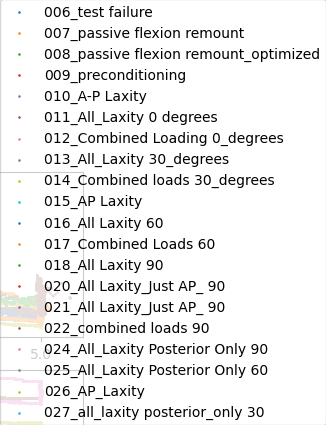 006_test failure
007_passive flexion remount
008_passive flexion remount_optimized
009_preconditioning
010_A-P Laxity
011_All_Laxity 0 degrees
012_Combined Loading 0_degrees
013_All_Laxity 30_degrees
014_Combined loads 30_degrees
015_AP Laxity
016_All Laxity 60
017_Combined Loads 60
018_All Laxity 90
020_All Laxity_Just AP_ 90
021_All Laxity_Just AP_ 90
022_combined loads 90
024_All_Laxity Posterior Only 90
025_All_Laxity Posterior Only 60
026_AP_Laxity
027_all_laxity posterior_only 30